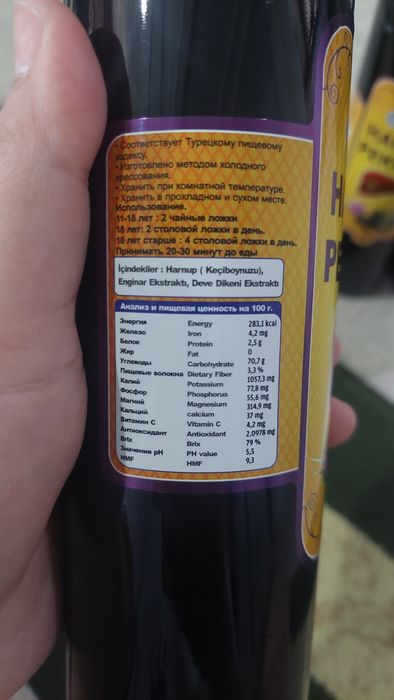 • Соответствует Турецкому пищевому
кодексу.
• Изготовлено методом холодного
прессования.
• Хранить при комнатной температуре.
• Хранить в прохладном и сухом месте.
Использование.
11-18 лет : 2 чайные ложки
18 лет: 2 столовой ложки в день.
18 лет старше : 4 столовой ложки в день.
Принимать 20-30 минут до еды
İçindekiler : Harnup ( Keçiboynuzu),
Enginar Ekstraktı, Deve Dikeni Ekstraktı
Анализ и пищевая ценность на 100 г.
Энергия Energy 283,1 kcal
Железо Iron 4,2 mg
Белок Protein 2,5 g
Жир Fat 0
Углеводы Carbohydrate 70,7 g
Пищевые волокна Dietary Fiber 3,3 %
Калий Potassium 1057,3 mg
Фосфор Phosphorus 77,8 mg
Магний Magnesium 55,6 mg
Кальций calcium 314,9 mg
Витамин C Vitamin C 37 mg
Антиоксидант Antioxidant 4,2 mg
Brix Brix 2.0978 mg
Значение pH PH value 79 %
HMF HMF 5,5
9,3